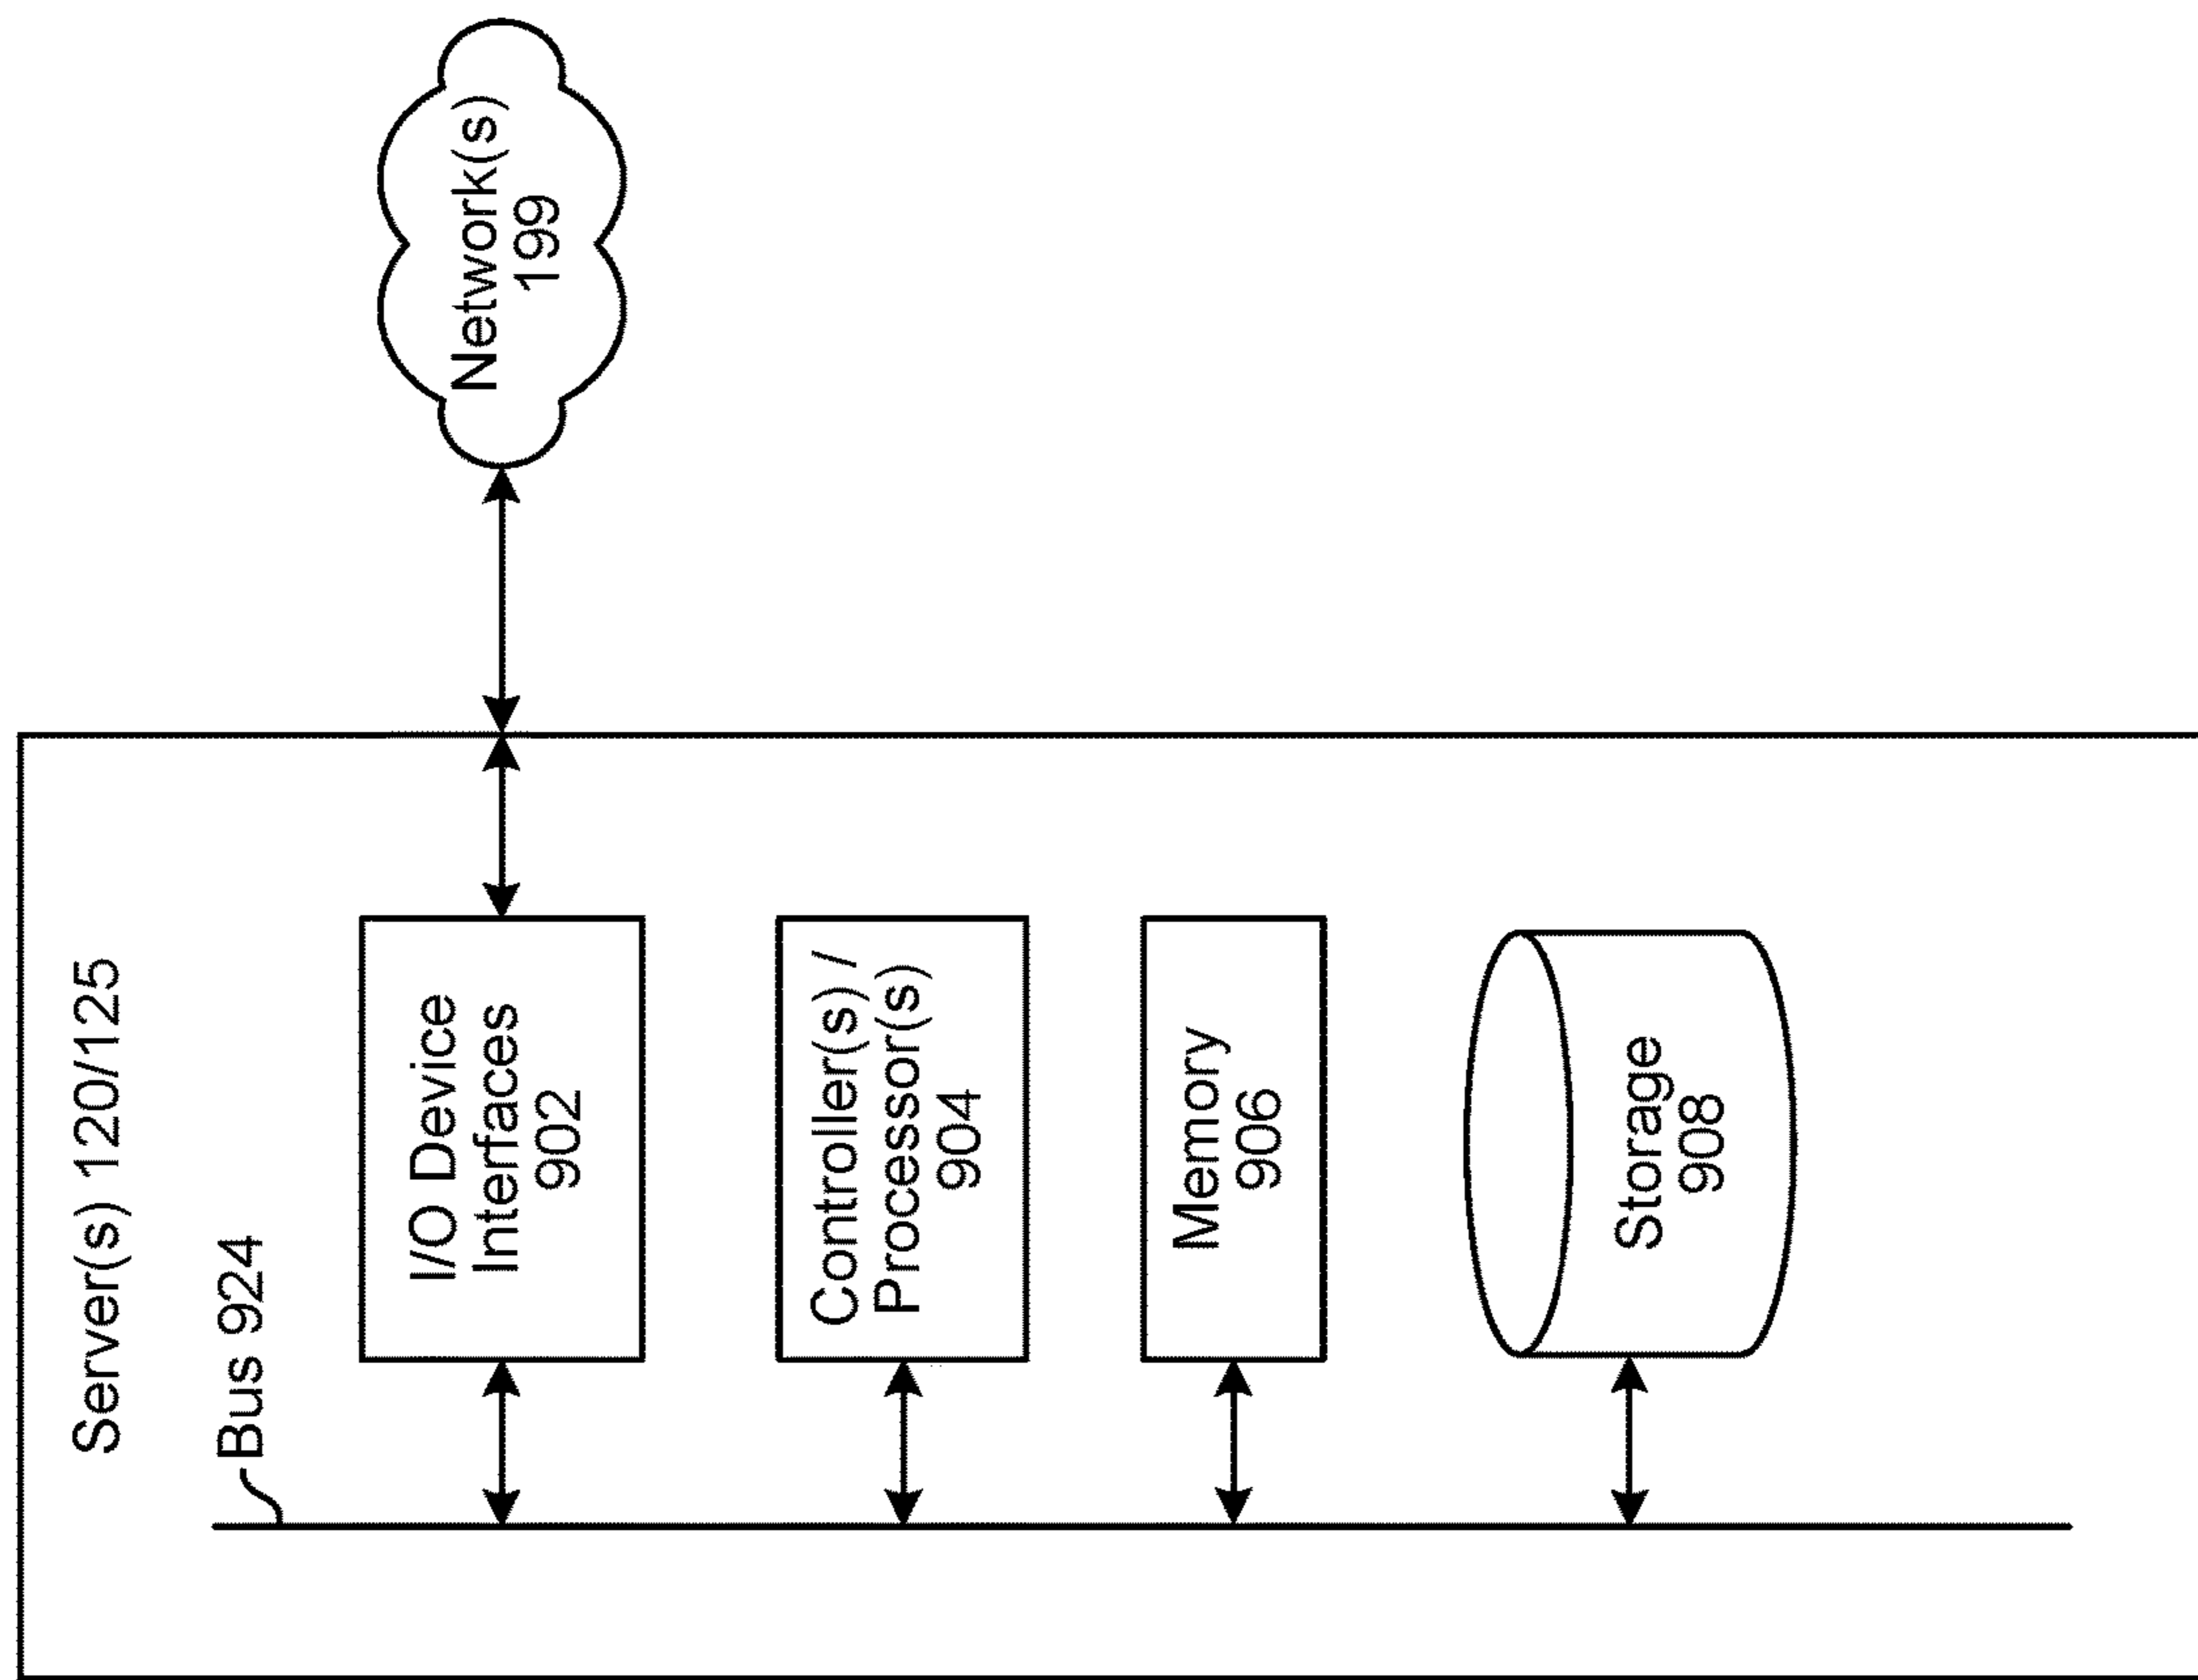 Server(s) 120/125
Bus 924
I/O Device
Interfaces
902
Network(s)
199
Controller(s) /
Processor(s)
904
Memory
906
Storage
908